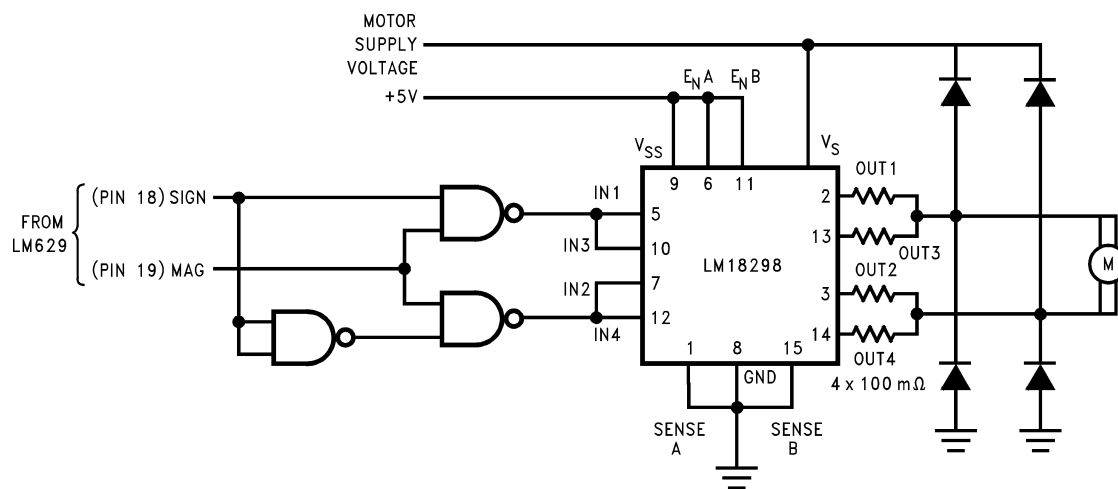 MOTOR
SUPPLY
VOLTAGE
+5V
ENA
ENB
VSS
VS
9
6
11
FROM
LM629
(PIN 18) SIGN
(PIN 19) MAG
IN1
5
IN3
10
IN2
7
IN4
12
LM18298
2
OUT1
13
OUT3
3
OUT2
14
OUT4
4 x 100 mΩ
M
1
8
15
GND
SENSE
A
SENSE
B